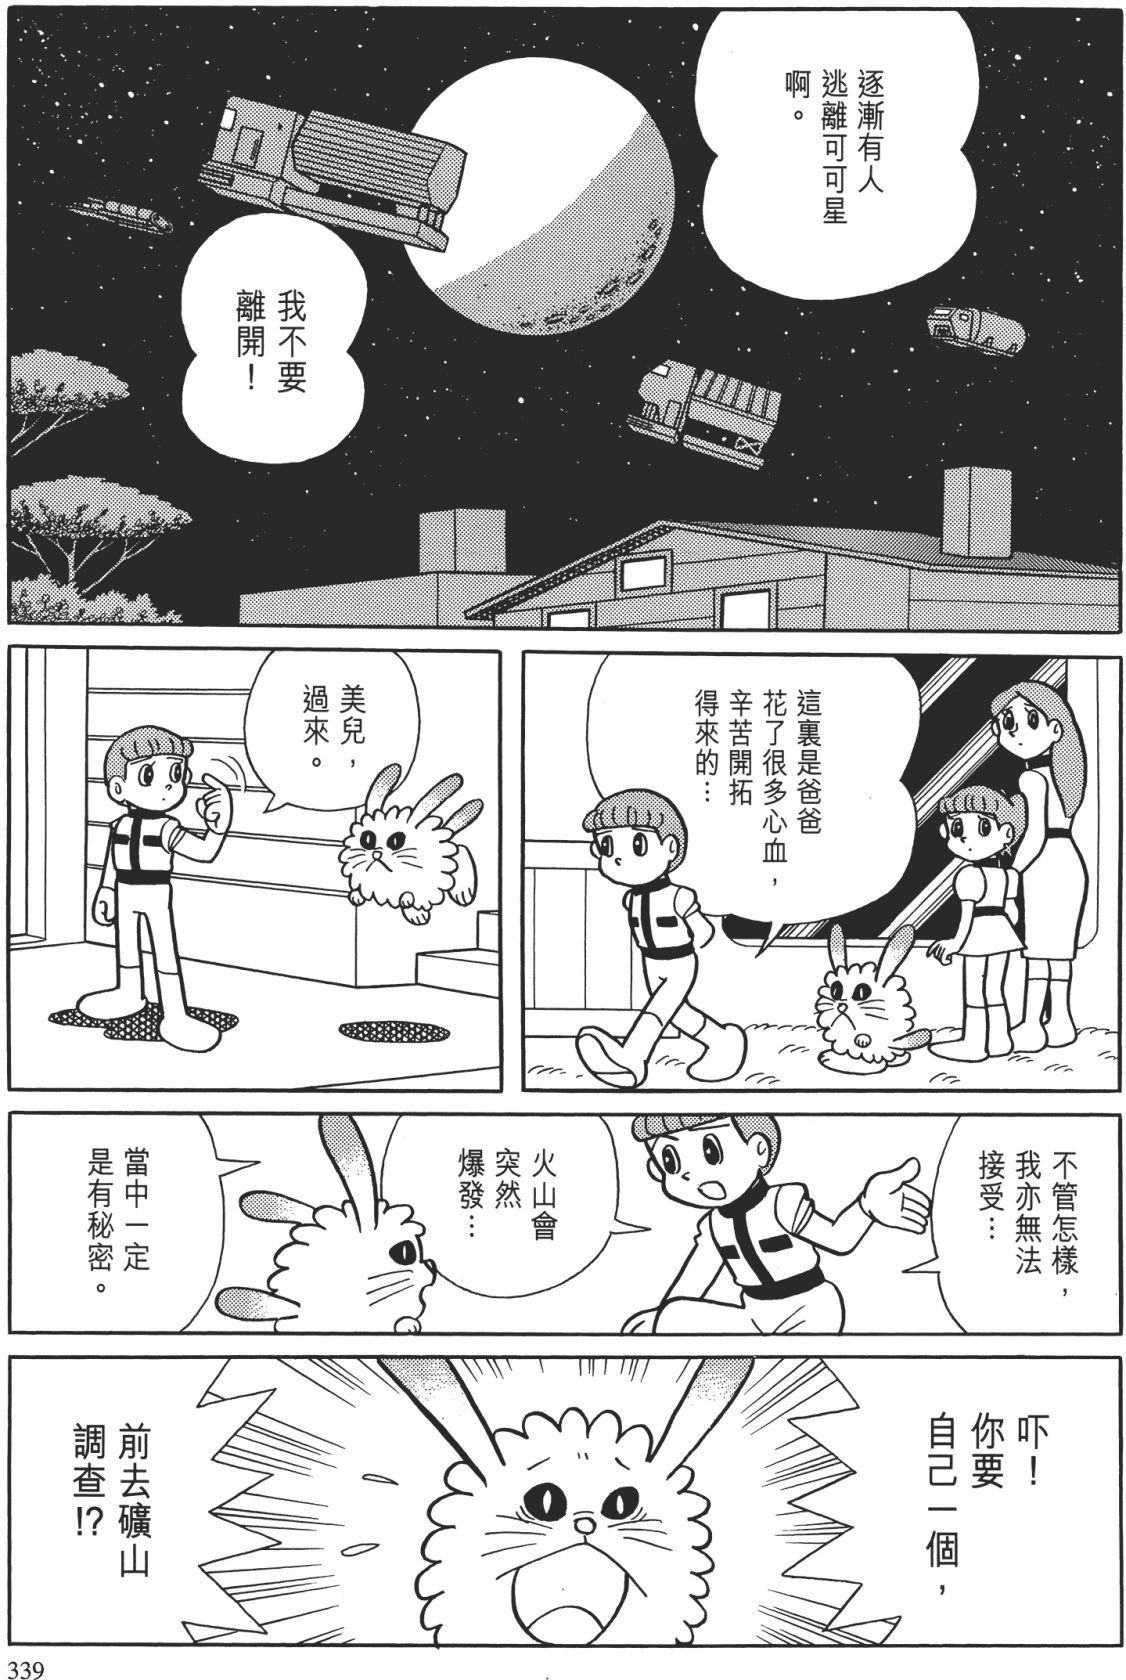 逐漸有人
逃離可可星
啊。
我不要
離開！
這裏是爸爸
花了很多心血，
辛苦開拓
得來的…
美兒，
過來。
不管怎樣，
我亦無法
接受…
火山會
突然
爆發…
當中一定
是有秘密。
吓！
你要
自己一個，
前去礦山
調查!?
339